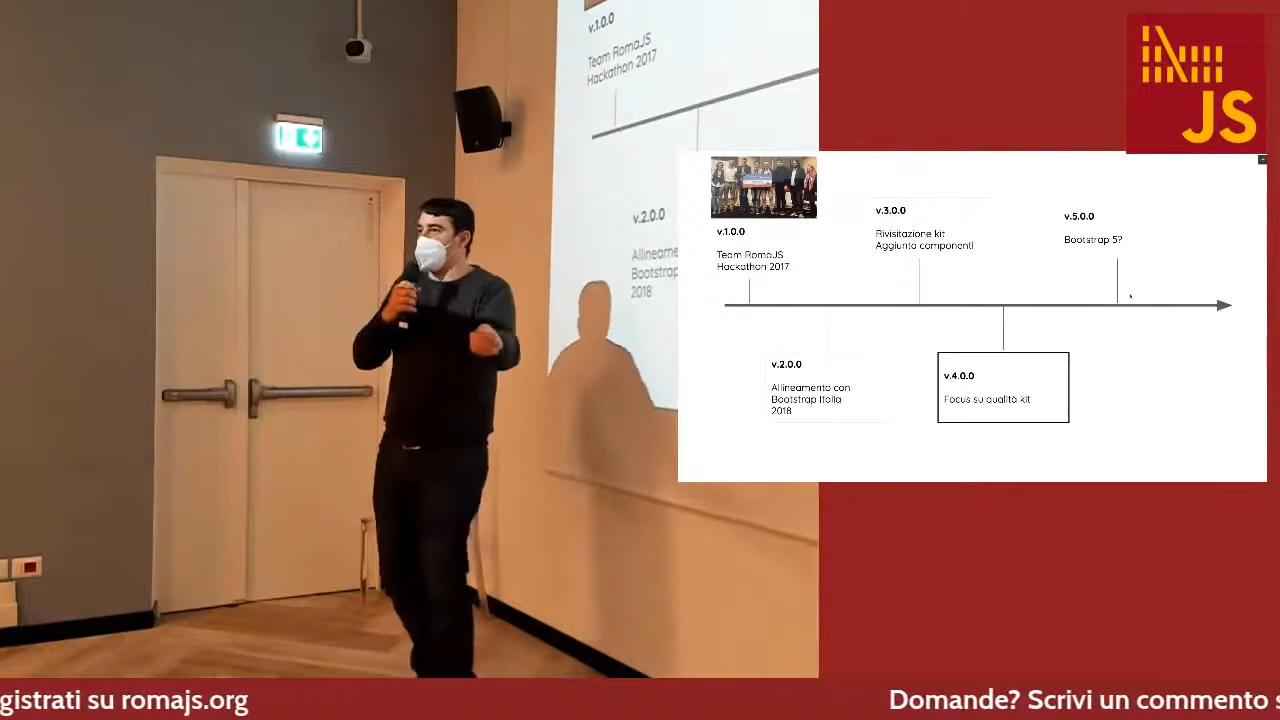 v.1.0.0
Team RomaJS
Hackathon 2017
v.2.0.0
Allineame
Bootstrap
2018
JS
v.1.0.0
Team RomaJS
Hackathon 2017
v.3.0.0
Rivisitazione kit
Aggiunta componenti
v.5.0.0
Bootstrap 5?
v.2.0.0
Allineamento con
Bootstrap Italia
2018
v.4.0.0
Focus su qualità kit
gistrati su romajs.org
Domande? Scrivi un commento s